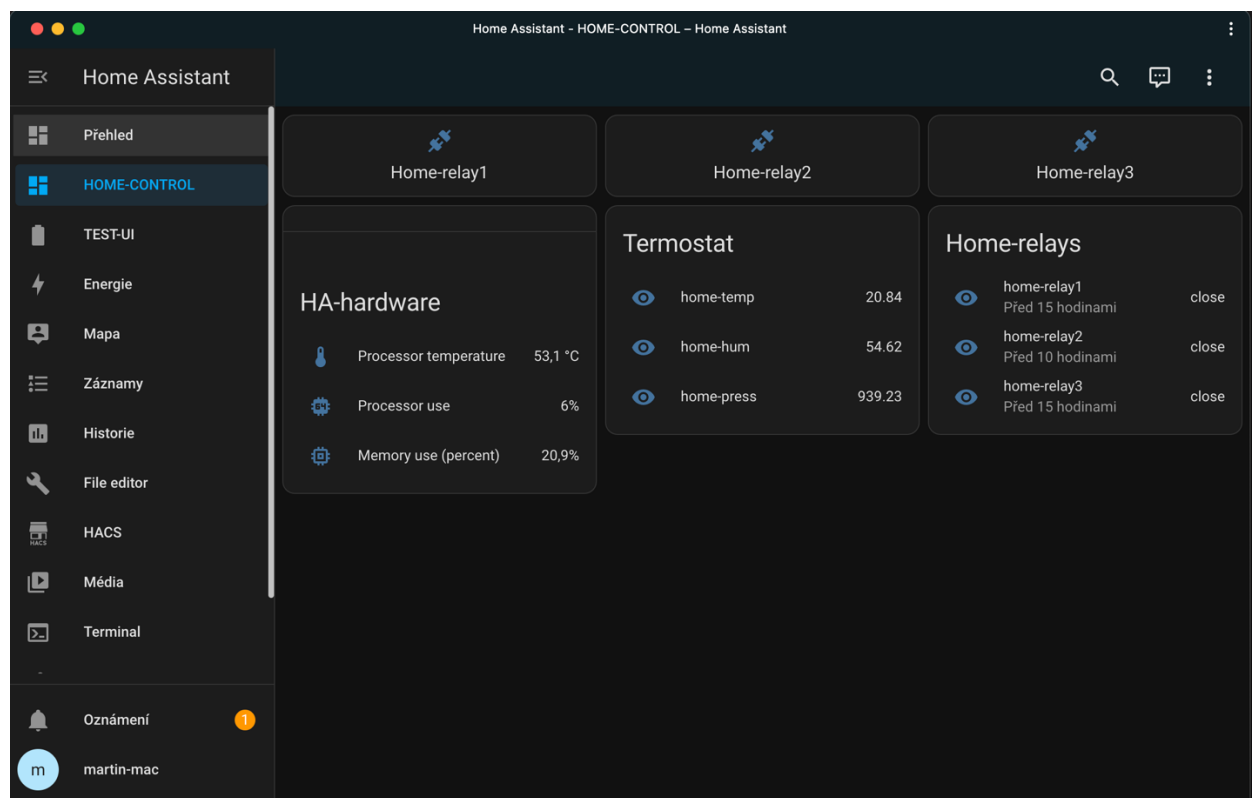 Home Assistant - HOME-CONTROL – Home Assistant
Home Assistant
Přehled
HOME-CONTROL
TEST-UI
Energie
Mapa
Záznamy
Historie
File editor
HACS
HACS
Média
Terminal
Oznámení 1
m martin-mac
Home-relay1
Home-relay2
Home-relay3
HA-hardware
Processor temperature 53,1 °C
64
Processor use 6%
Memory use (percent) 20,9%
Termostat
home-temp 20.84
home-hum 54.62
home-press 939.23
Home-relays
home-relay1
Před 15 hodinami close
home-relay2
Před 10 hodinami close
home-relay3
Před 15 hodinami close